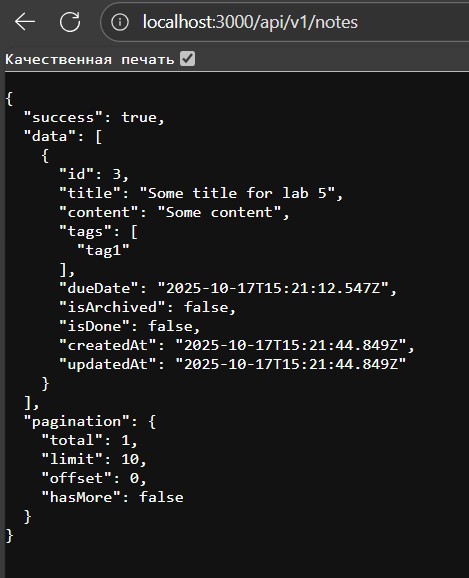 localhost:3000/api/v1/notes
Качественная печать
{
  "success": true,
  "data": [
    {
      "id": 3,
      "title": "Some title for lab 5",
      "content": "Some content",
      "tags": [
        "tag1"
      ],
      "dueDate": "2025-10-17T15:21:12.547Z",
      "isArchived": false,
      "isDone": false,
      "createdAt": "2025-10-17T15:21:44.849Z",
      "updatedAt": "2025-10-17T15:21:44.849Z"
    }
  ],
  "pagination": {
    "total": 1,
    "limit": 10,
    "offset": 0,
    "hasMore": false
  }
}